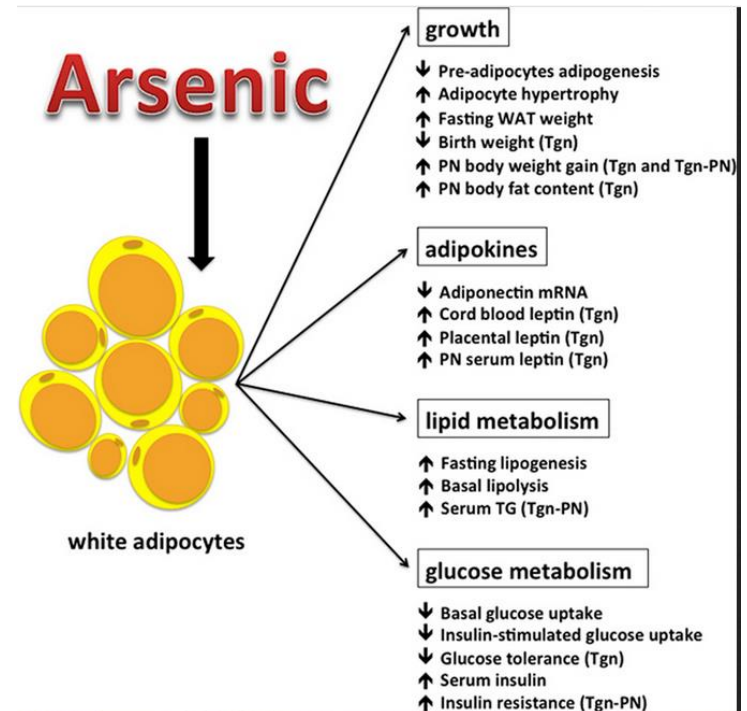 Arsenic
white adipocytes
growth
↓ Pre-adipocytes adipogenesis
↑ Adipocyte hypertrophy
↑ Fasting WAT weight
↓ Birth weight (Tgn)
↑ PN body weight gain (Tgn and Tgn-PN)
↑ PN body fat content (Tgn)
adipokines
↓ Adiponectin mRNA
↑ Cord blood leptin (Tgn)
↑ Placental leptin (Tgn)
↑ PN serum leptin (Tgn)
lipid metabolism
↑ Fasting lipogenesis
↑ Basal lipolysis
↑ Serum TG (Tgn-PN)
glucose metabolism
↓ Basal glucose uptake
↓ Insulin-stimulated glucose uptake
↓ Glucose tolerance (Tgn)
↑ Serum insulin
↑ Insulin resistance (Tgn-PN)